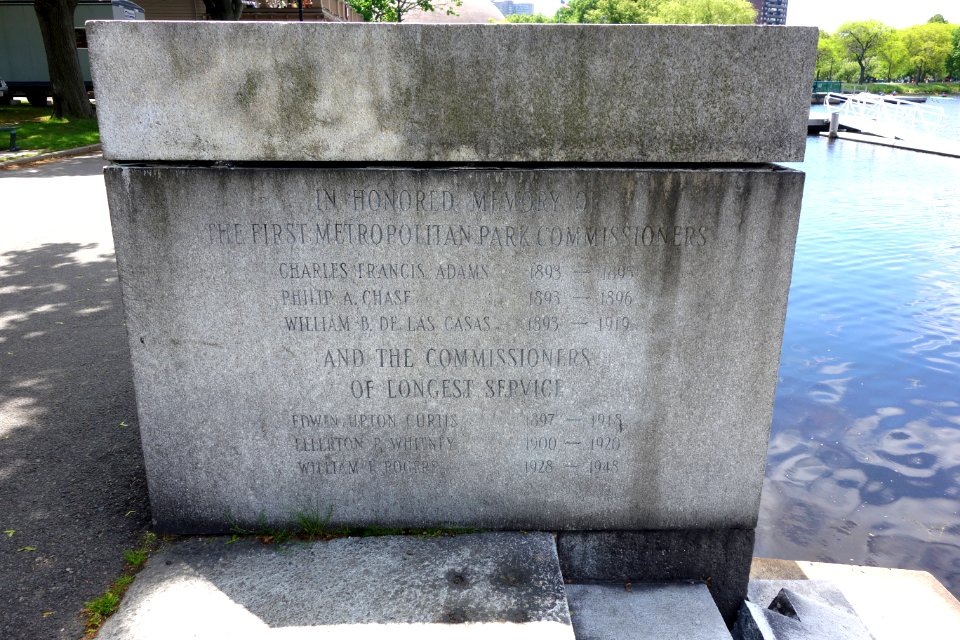 IN HONORED MEMORY OF
THE FIRST METROPOLITAN PARK COMMISSIONERS
CHARLES FRANCIS ADAMS 1893 — 1895
PHILIP A. CHASE 1893 — 1896
WILLIAM B. DE LAS CASAS 1893 — 1919
AND THE COMMISSIONERS
OF LONGEST SERVICE
EDWIN UPTON CURTIS 1897 — 1918
ELLERTON P. WHITNEY 1900 — 1920
WILLIAM F. ROGERS 1928 — 1948